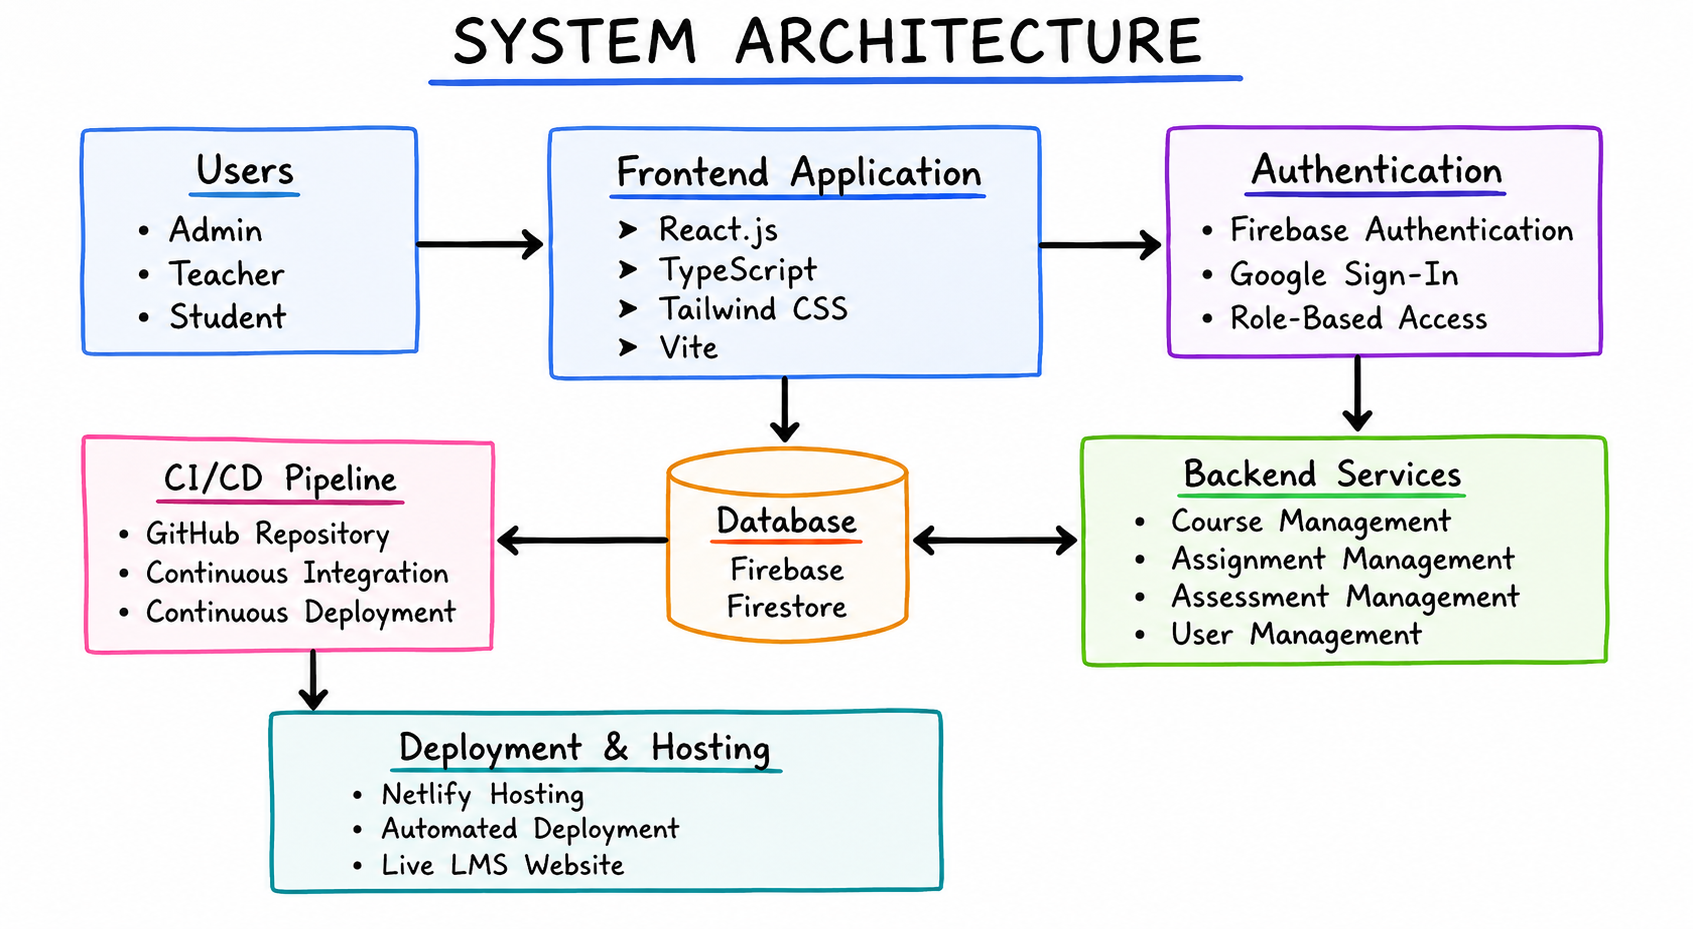 SYSTEM ARCHITECTURE
Users
• Admin
• Teacher
• Student
Frontend Application
➤ React.js
➤ TypeScript
➤ Tailwind CSS
➤ Vite
Authentication
• Firebase Authentication
• Google Sign-In
• Role-Based Access
CI/CD Pipeline
• GitHub Repository
• Continuous Integration
• Continuous Deployment
Database
Firebase
Firestore
Backend Services
• Course Management
• Assignment Management
• Assessment Management
• User Management
Deployment & Hosting
• Netlify Hosting
• Automated Deployment
• Live LMS Website